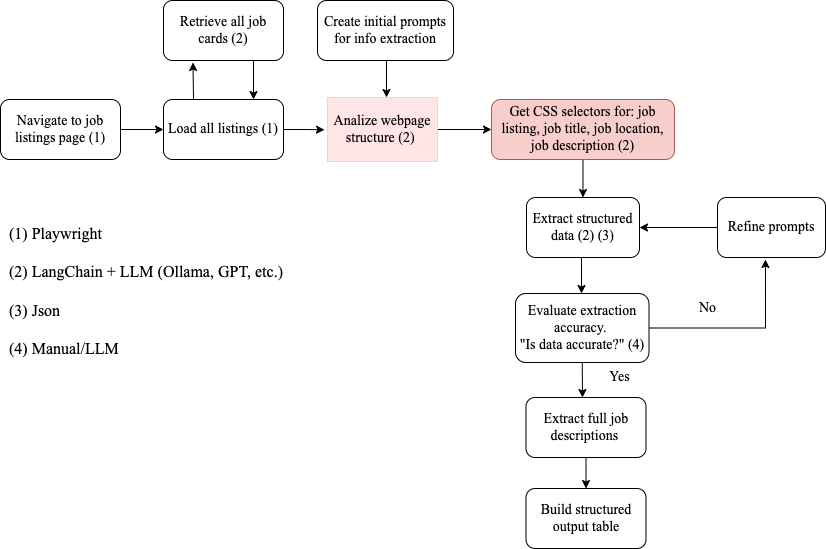 Retrieve all job
cards (2)
Create initial prompts
for info extraction
Navigate to job
listings page (1)
Load all listings (1)
Analize webpage
structure (2)
Get CSS selectors for: job
listing, job title, job location,
job description (2)
Extract structured
data (2) (3)
Refine prompts
(1) Playwright
(2) LangChain + LLM (Ollama, GPT, etc.)
(3) Json
(4) Manual/LLM
Evaluate extraction
accuracy.
"Is data accurate?" (4)
No
Yes
Extract full job
descriptions
Build structured
output table